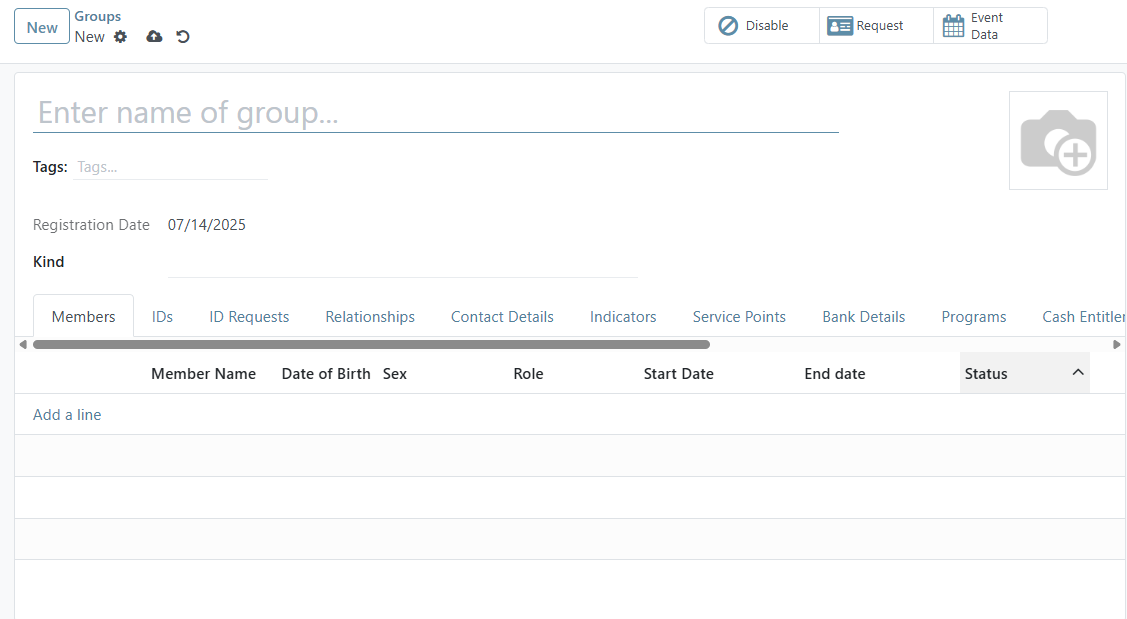 New
Groups
New
Disable
Request
Event
Data
Enter name of group...
Tags: Tags...
Registration Date 07/14/2025
Kind
Members IDs ID Requests Relationships Contact Details Indicators Service Points Bank Details Programs Cash Entitler
Member Name Date of Birth Sex Role Start Date End date Status
Add a line